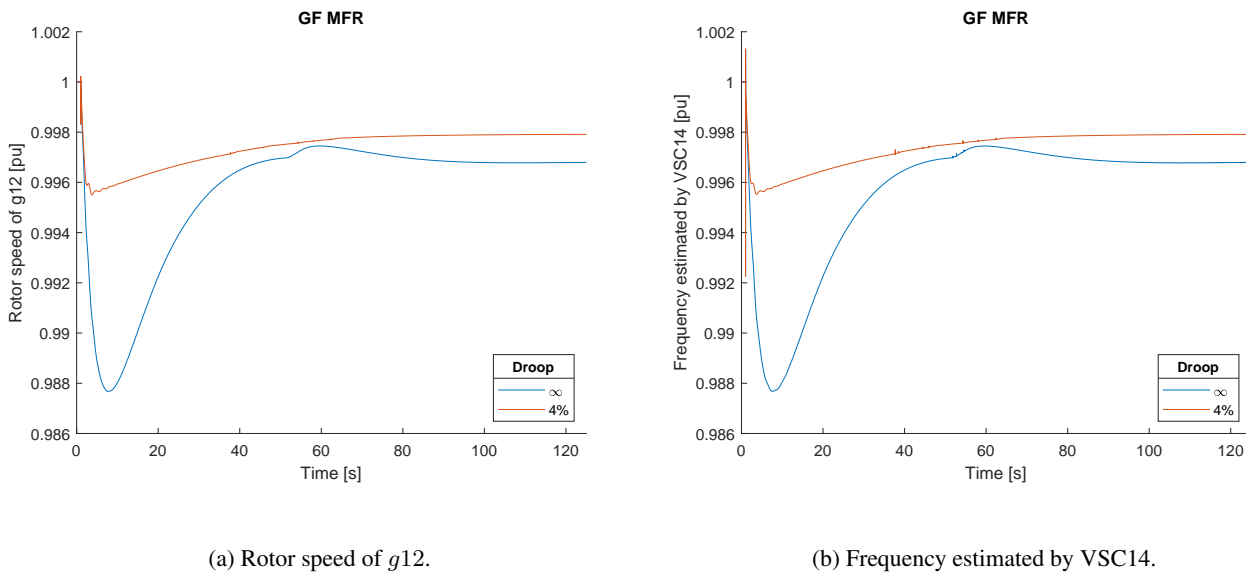 GF MFR
1.002
1
0.998
0.996
0.994
0.992
0.99
0.988
0.986
Rotor speed of g12 [pu]
0 20 40 60 80 100 120
Time [s]
Droop
∞
4%
(a) Rotor speed of g12.
GF MFR
1.002
1
0.998
0.996
0.994
0.992
0.99
0.988
0.986
Frequency estimated by VSC14 [pu]
0 20 40 60 80 100 120
Time [s]
Droop
∞
4%
(b) Frequency estimated by VSC14.